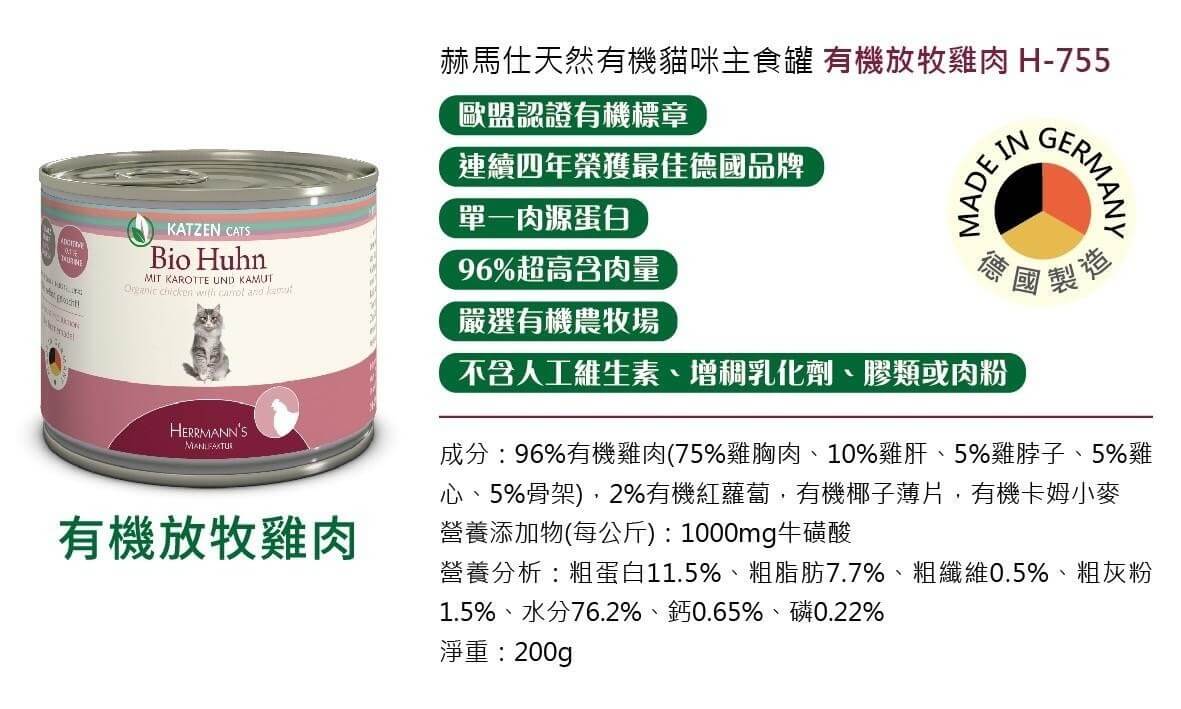 赫馬仕天然有機貓咪主食罐 有機放牧雞肉 H-755
歐盟認證有機標章
連續四年榮獲最佳德國品牌
單一肉源蛋白
96%超高含肉量
嚴選有機農牧場
不含人工維生素、增稠乳化劑、膠類或肉粉
MADE IN GERMANY
德國製造
KATZEN CATS
Bio Huhn
MIT KAROTTE UND KAMUT
Organic chicken with carrot and kamut
HERRMANN'S
MANUFAKTUR
有機放牧雞肉
成分：96%有機雞肉(75%雞胸肉、10%雞肝、5%雞脖子、5%雞
心、5%骨架)，2%有機紅蘿蔔，有機椰子薄片，有機卡姆小麥
營養添加物(每公斤)：1000mg牛磺酸
營養分析：粗蛋白11.5%、粗脂肪7.7%、粗纖維0.5%、粗灰粉
1.5%、水分76.2%、鈣0.65%、磷0.22%
淨重：200g